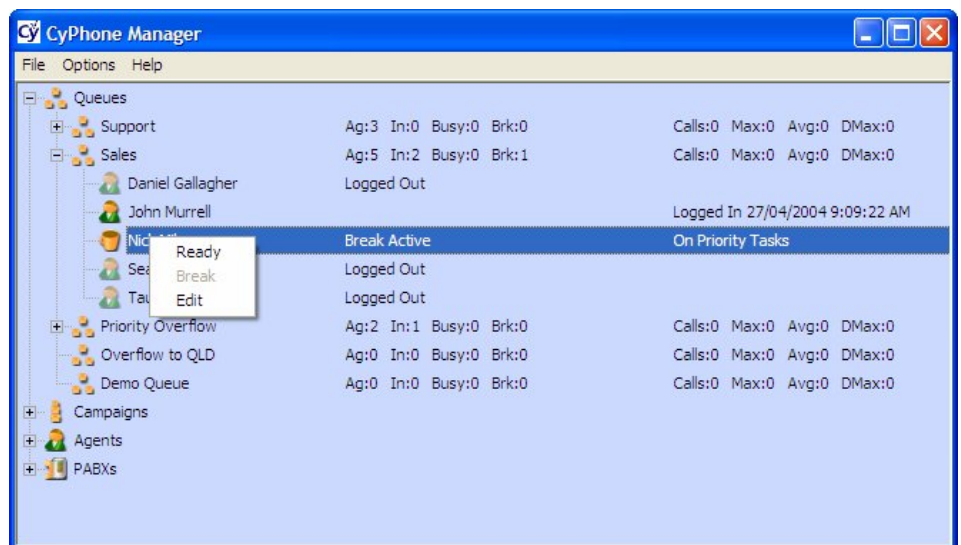 Cy CyPhone Manager
File Options Help
Queues
Support Ag:3 In:0 Busy:0 Brk:0 Calls:0 Max:0 Avg:0 DMax:0
Sales Ag:5 In:2 Busy:0 Brk:1 Calls:0 Max:0 Avg:0 DMax:0
Daniel Gallagher Logged Out
John Murrell Logged In 27/04/2004 9:09:22 AM
Break Active On Priority Tasks
Ready
Logged Out
Break
Logged Out
Edit
Priority Overflow Ag:2 In:1 Busy:0 Brk:0 Calls:0 Max:0 Avg:0 DMax:0
Overflow to QLD Ag:0 In:0 Busy:0 Brk:0 Calls:0 Max:0 Avg:0 DMax:0
Demo Queue Ag:0 In:0 Busy:0 Brk:0 Calls:0 Max:0 Avg:0 DMax:0
Campaigns
Agents
PABXs